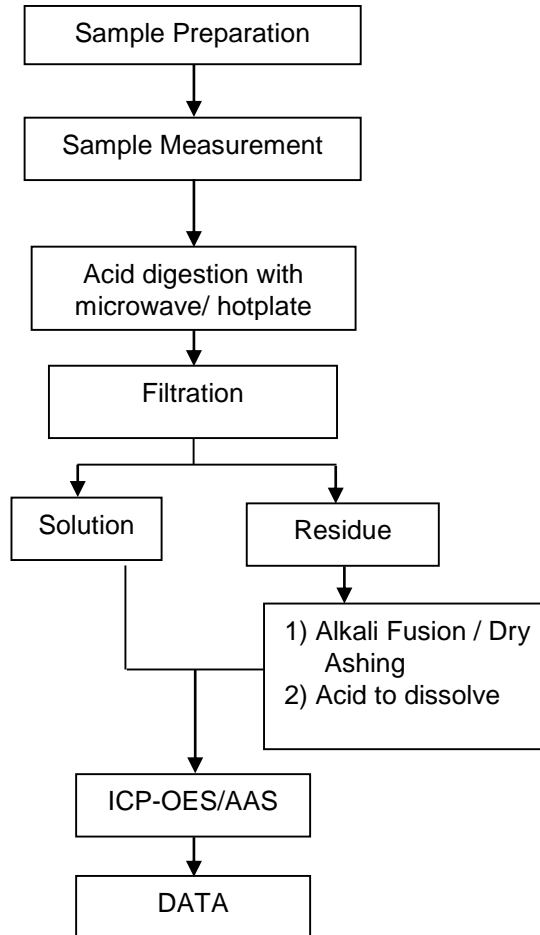 Sample Preparation
Sample Measurement
Acid digestion with
microwave/ hotplate
Filtration
Solution
Residue
1) Alkali Fusion / Dry
Ashing
2) Acid to dissolve
ICP-OES/AAS
DATA